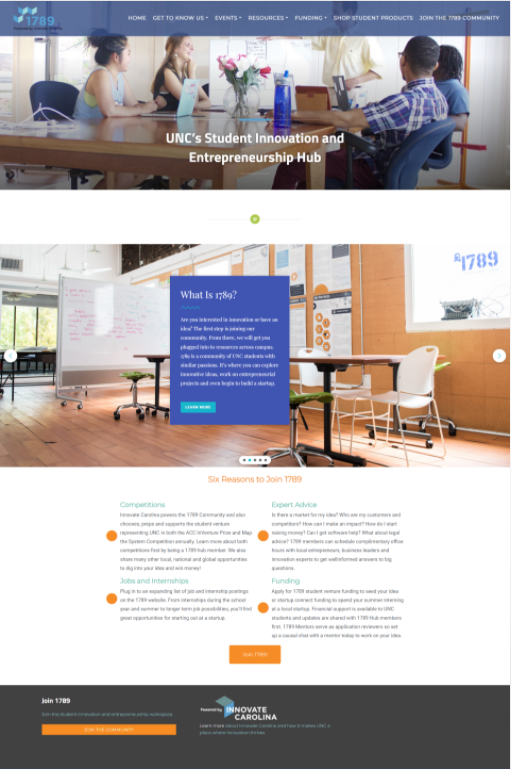 1789
HOME GET TO KNOW US EVENTS RESOURCES FUNDING SHOP STUDENT PRODUCTS JOIN THE 1789 COMMUNITY
UNC's Student Innovation and
Entrepreneurship Hub
1789
What Is 1789?
Are you interested in innovation or have an
idea? The first step is joining our
community. From there, we will get you
plugged into to resources across campus.
1789 is a community of UNC students with
similar passions. It's where you can explore
innovative ideas, work on entrepreneurial
projects and even begin to build a startup.
LEARN MORE
Six Reasons to Join 1789
Competitions
Innovate Carolina powers the 1789 Community and also
chooses, preps and supports the student venture
representing UNC in both the ACC InVenture Prize and Map
the System Competition annually. Learn more about both
competitions first by being a 1789 hub member. We also
share many other local, national and global opportunities
to dig into your idea and win money!
Expert Advice
Is there a market for my idea? Who are my customers and
competitors? How can I make an impact? How do I start
raising money? Can I get software help? What about legal
advice? 1789 members can schedule complimentary office
hours with local entrepreneurs, business leaders and
innovation experts to get well-informed answers to big
questions.
Jobs and Internships
Plug in to an expanding list of job and internship postings
on the 1789 website. From internships during the school
year and summer to longer term job possibilities, you'll find
great opportunities for starting out at a startup.
Funding
Apply for 1789 student venture funding to seed your idea
or startup connect funding to spend your summer interning
at a local startup. Financial support is available to UNC
students and updates are shared with 1789 Hub members
first. 1789 Mentors serve as application reviewers so set
up a causal chat with a mentor today to work on your idea.
Join 1789!
Join 1789
Join the student innovation and entrepreneurship workspace
JOIN THE COMMUNITY
Powered by INNOVATE
CAROLINA
Learn more about Innovate Carolina and how it makes UNC a
place where innovation thrives.